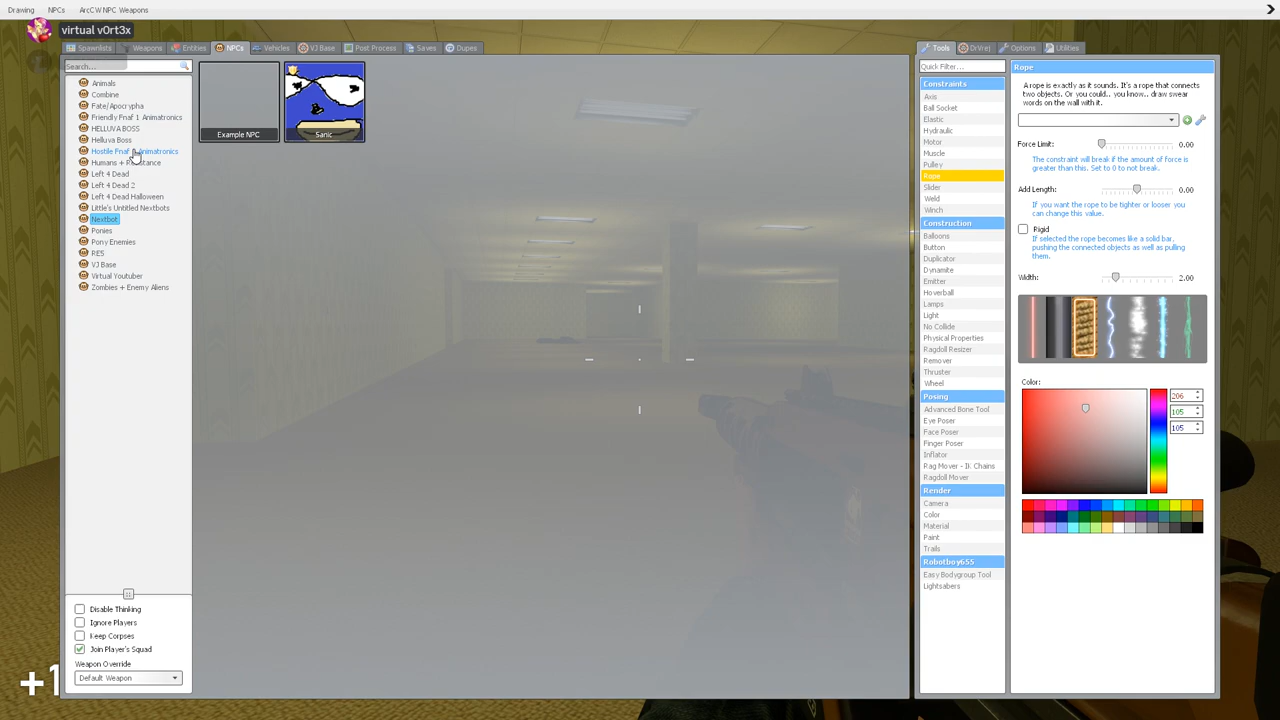 Drawing NPCs ArcCW NPC Weapons
virtual v0rt3x
Spawnlists Weapons Entities NPCs Vehicles VJ Base Post Process Saves Dupes
Search...
Animals
Combine
Fate/Apocrypha
Friendly Fnaf 1 Animatronics
HELLUVA BOSS
Helluva Boss
Hostile Fnaf Animatronics
Humans +
Left 4 Dead
Left 4 Dead 2
Left 4 Dead Halloween
Little's Untitled Nextbots
Nextbot
Ponies
Pony Enemies
RE5
VJ Base
Virtual Youtuber
Zombies + Enemy Aliens
Example NPC
Sanic
Disable Thinking
Ignore Players
Keep Corpses
Join Player's Squad
Weapon Override
Default Weapon
Tools DrVrej Options Utilities
Quick Filter...
Constraints
Axis
Ball Socket
Elastic
Hydraulic
Motor
Muscle
Pulley
Rope
Slider
Weld
Winch
Construction
Balloons
Button
Duplicator
Dynamite
Emitter
Hoverball
Lamps
Light
No Collide
Physical Properties
Ragdoll Resizer
Remover
Thruster
Wheel
Posing
Advanced Bone Tool
Eye Poser
Face Poser
Finger Poser
Inflator
Rag Mover - IK Chains
Ragdoll Mover
Render
Camera
Color
Material
Paint
Trails
Robotboy655
Easy Bodygroup Tool
Lightsabers
Rope
A rope is exactly as it sounds. It's a rope that connects
two objects. Or you could.. you know.. draw swear
words on the wall with it.
Force Limit: 0.00
The constraint will break if the amount of force is
greater than this. Set to 0 to not break.
Add Length: 0.00
If you want the rope to be tighter or loosen you
can change this value.
Rigid
If selected the rope becomes like a solid bar,
pushing the connected objects as well as pulling
them.
Width: 2.00
Color:
206
105
105